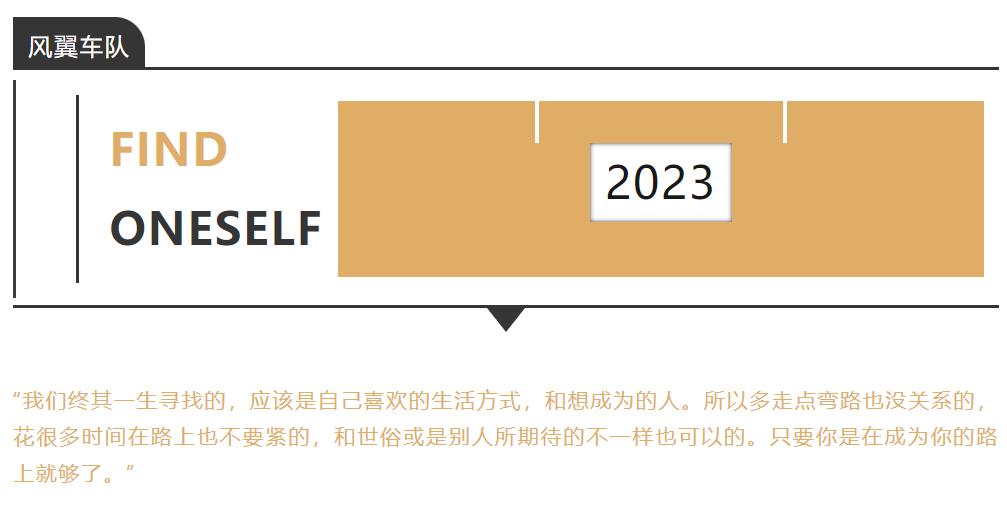 风翼车队
FIND
ONESELF
2023
“我们终其一生寻找的，应该是自己喜欢的生活方式，和想成为的人。所以多走点弯路也没关系的，
花很多时间在路上也不要紧的，和世俗或是别人所期待的不一样也可以的。只要你是在成为你的路
上就够了。”